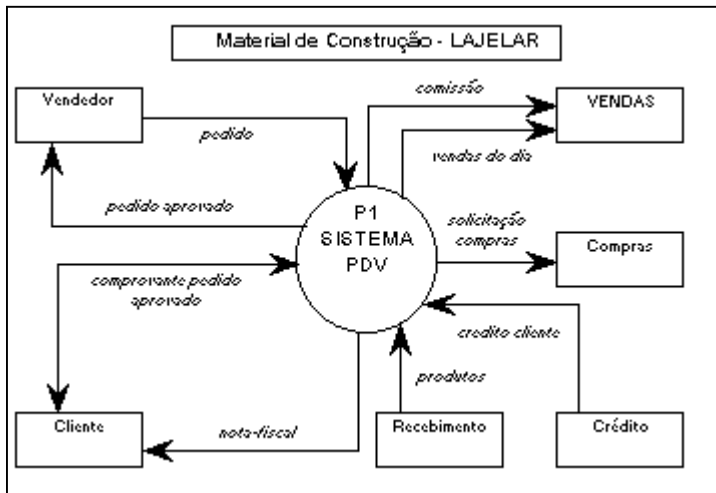 Material de Construção - LAJELAR
Vendedor
comissão
VENDAS
pedido
vendas do dia
pedido aprovado
P1
SISTEMA
PDV
solicitação
compras
Compras
comprovante pedido
aprovado
credito cliente
produtos
Cliente
nota-fiscal
Recebimento
Crédito